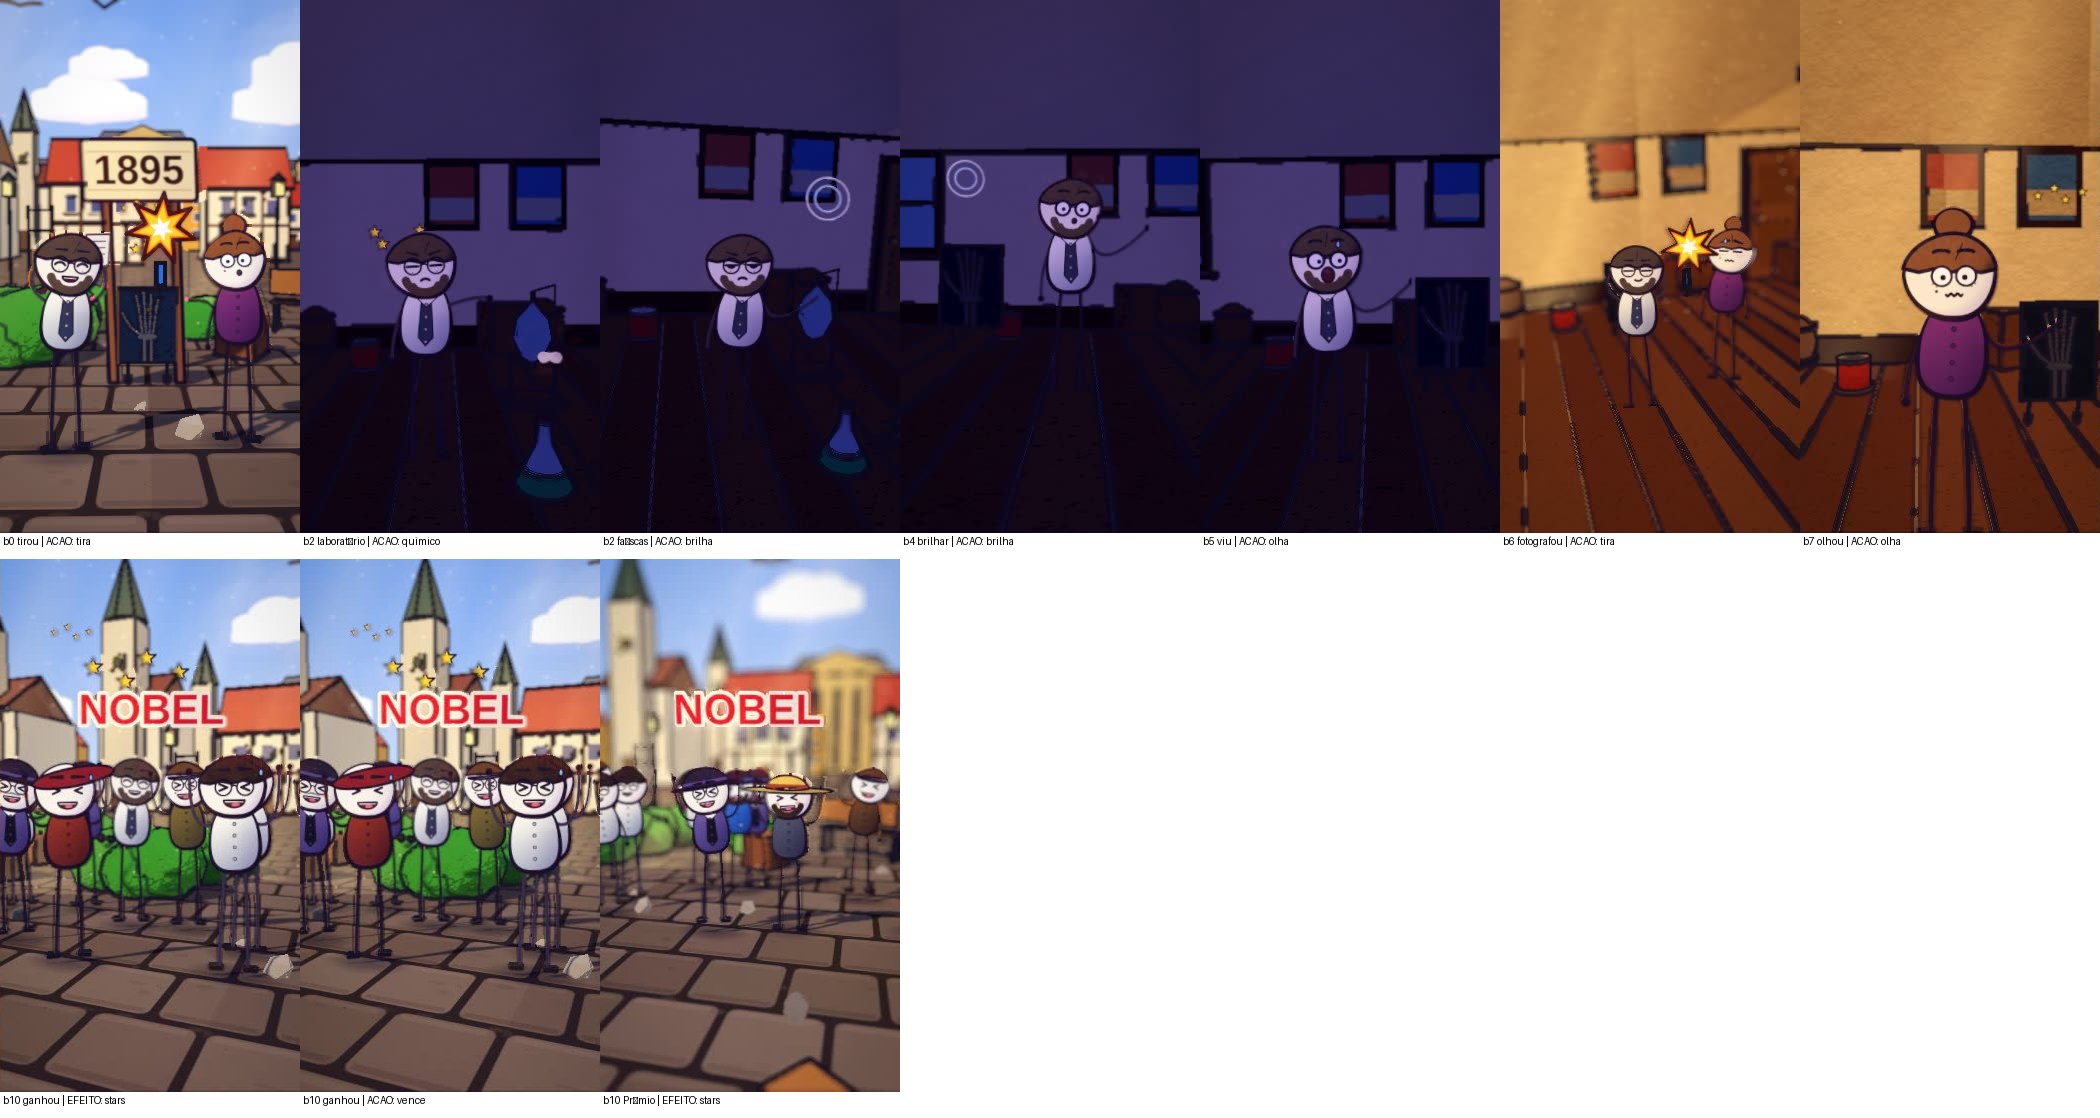 1895
b0 tirou | ACAO: tira
b2 laborat□rio | ACAO: quimico
b2 fa□scas | ACAO: brilha
b4 brilhar | ACAO: brilha
b5 viu | ACAO: olha
b6 fotografou | ACAO: tira
b7 olhou | ACAO: olha
NOBEL
NOBEL
NOBEL
b10 ganhou | EFEITO: stars
b10 ganhou | ACAO: vence
b10 Pr□mio | EFEITO: stars